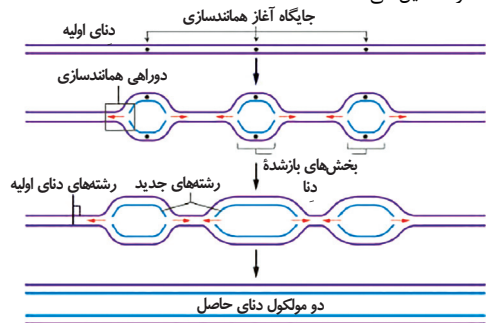 جایگاه آغاز همانندسازی
دنای اولیه
دوراهی همانندسازی
بخش‌های بازشدهٔ
دنا
رشته‌های جدید
رشته‌های دنای اولیه
دو مولکول دنای حاصل